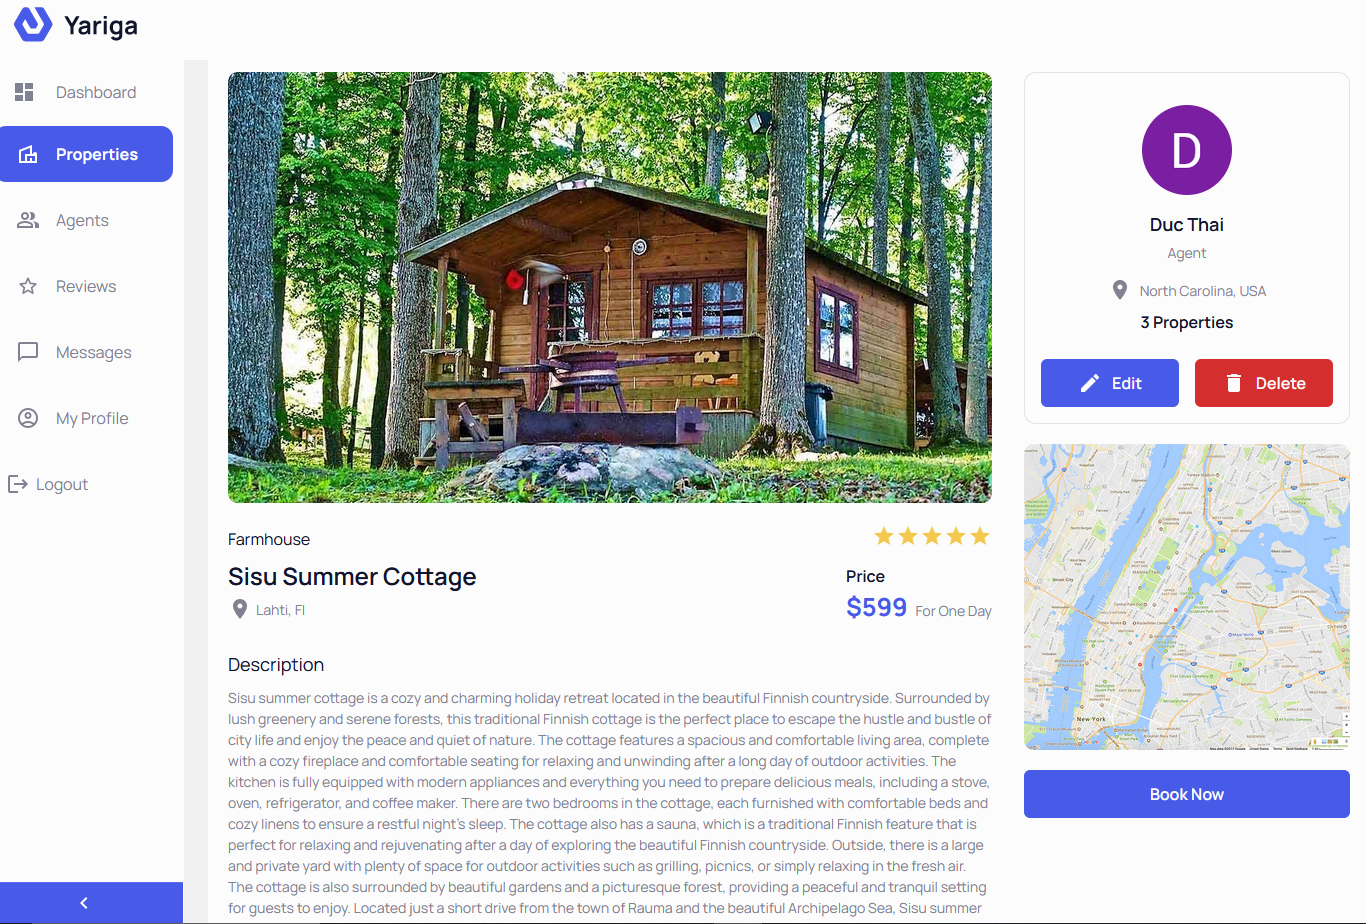 Yariga
Dashboard
Properties
Agents
Reviews
Messages
My Profile
Logout
Farmhouse
Sisu Summer Cottage
Lahti, FI
Price
$599 For One Day
Description
Sisu summer cottage is a cozy and charming holiday retreat located in the beautiful Finnish countryside. Surrounded by
lush greenery and serene forests, this traditional Finnish cottage is the perfect place to escape the hustle and bustle of
city life and enjoy the peace and quiet of nature. The cottage features a spacious and comfortable living area, complete
with a cozy fireplace and comfortable seating for relaxing and unwinding after a long day of outdoor activities. The
kitchen is fully equipped with modern appliances and everything you need to prepare delicious meals, including a stove,
oven, refrigerator, and coffee maker. There are two bedrooms in the cottage, each furnished with comfortable beds and
cozy linens to ensure a restful night's sleep. The cottage also has a sauna, which is a traditional Finnish feature that is
perfect for relaxing and rejuvenating after a day of exploring the beautiful Finnish countryside. Outside, there is a large
and private yard with plenty of space for outdoor activities such as grilling, picnics, or simply relaxing in the fresh air.
The cottage is also surrounded by beautiful gardens and a picturesque forest, providing a peaceful and tranquil setting
for guests to enjoy. Located just a short drive from the town of Rauma and the beautiful Archipelago Sea, Sisu summer
D
Duc Thai
Agent
North Carolina, USA
3 Properties
Edit
Delete
MANHATTAN
New York
Book Now